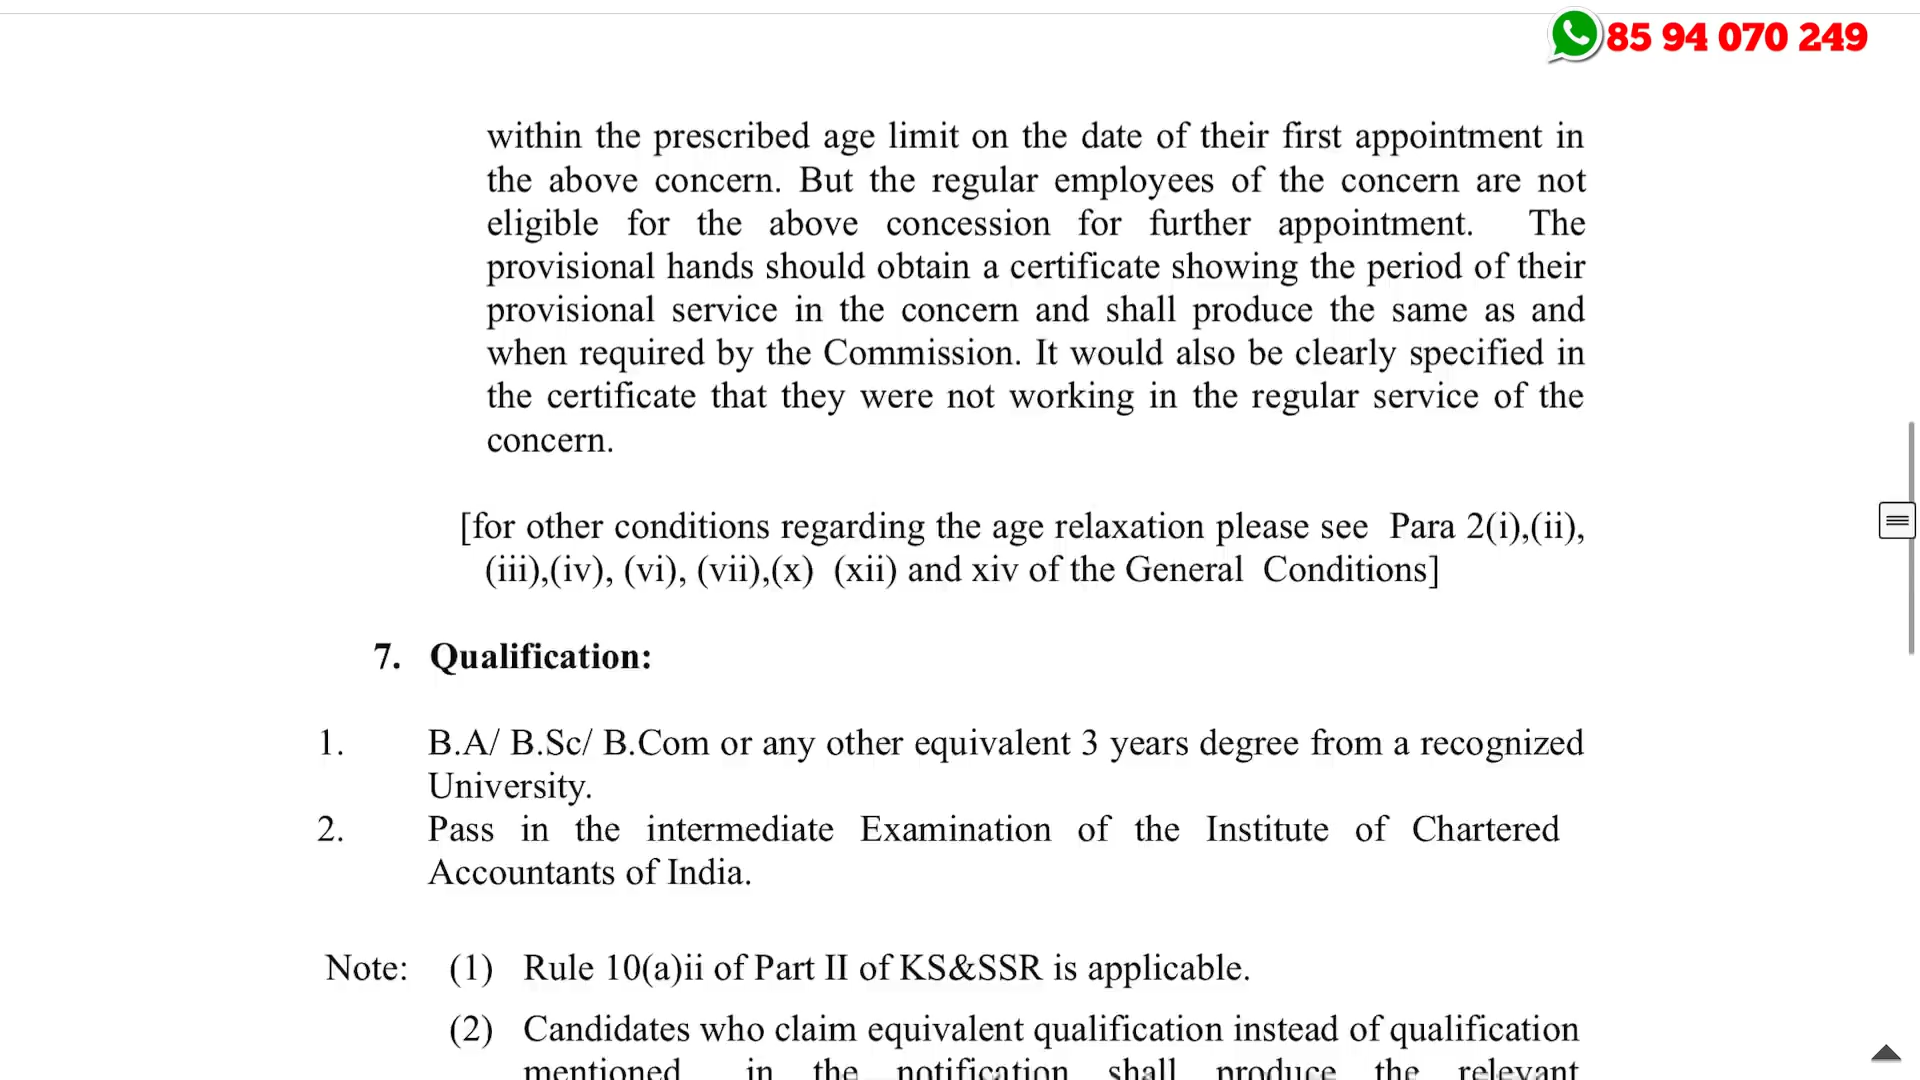 85 94 070 249
within the prescribed age limit on the date of their first appointment in
the above concern. But the regular employees of the concern are not
eligible for the above concession for further appointment. The
provisional hands should obtain a certificate showing the period of their
provisional service in the concern and shall produce the same as and
when required by the Commission. It would also be clearly specified in
the certificate that they were not working in the regular service of the
concern.
[for other conditions regarding the age relaxation please see Para 2(i),(ii),
(iii),(iv), (vi), (vii),(x) (xii) and xiv of the General Conditions]
7. Qualification:
1. B.A/ B.Sc/ B.Com or any other equivalent 3 years degree from a recognized
University.
2. Pass in the intermediate Examination of the Institute of Chartered
Accountants of India.
Note: (1) Rule 10(a)ii of Part II of KS&SSR is applicable.
(2) Candidates who claim equivalent qualification instead of qualification
mentioned in the notification shall produce the relevant